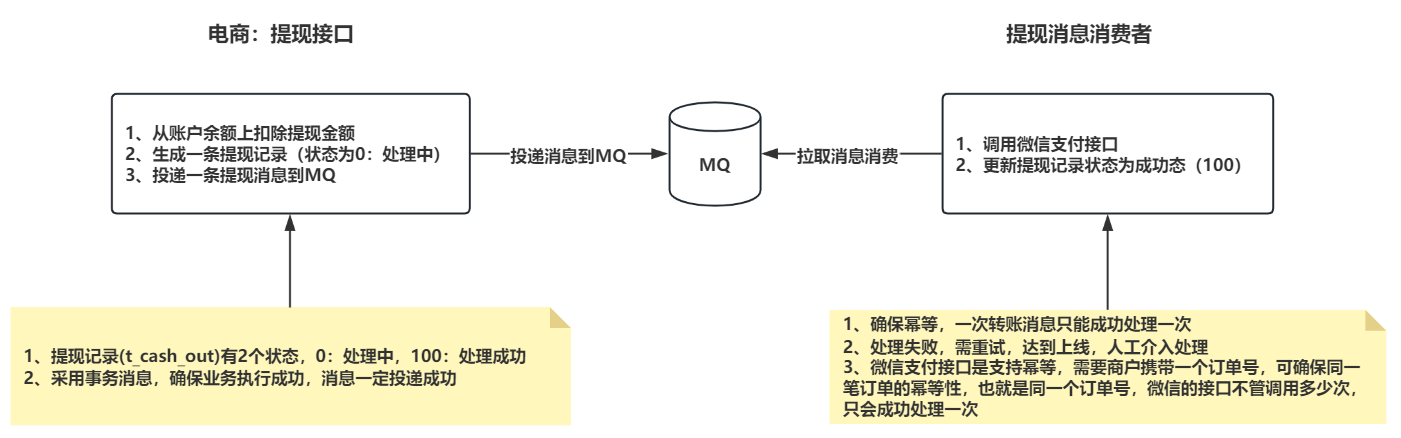 电商：提现接口
提现消息消费者
1、从账户余额上扣除提现金额
2、生成一条提现记录（状态为0：处理中）
3、投递一条提现消息到MQ
投递消息到MQ
MQ
拉取消息消费
1、调用微信支付接口
2、更新提现记录状态为成功态（100）
1、提现记录(t_cash_out)有2个状态，0：处理中，100：处理成功
2、采用事务消息，确保业务执行成功，消息一定投递成功
1、确保幂等，一次转账消息只能成功处理一次
2、处理失败，需重试，达到上线，人工介入处理
3、微信支付接口是支持幂等，需要商户携带一个订单号，可确保同一
笔订单的幂等性，也就是同一个订单号，微信的接口不管调用多少次，
只会成功处理一次